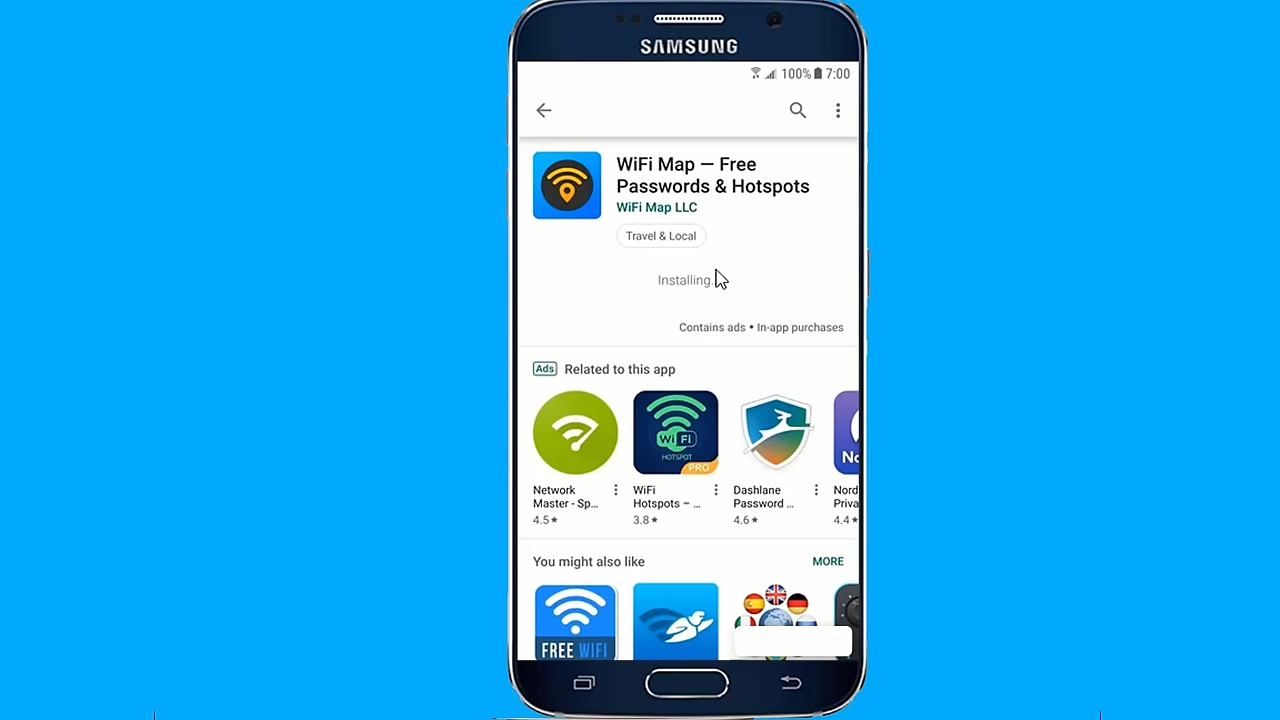 SAMSUNG
100% 7:00
WiFi Map — Free
Passwords & Hotspots
WiFi Map LLC
Travel & Local
Installing.
Contains ads • In-app purchases
Ads Related to this app
WiFi
HOTSPOT
PRO
No
Network
Master - Sp...
4.5★
WiFi
Hotspots – ...
3.8★
Dashlane
Password ...
4.6★
Nord
Priva
4.4★
You might also like
MORE
FREE WIFI